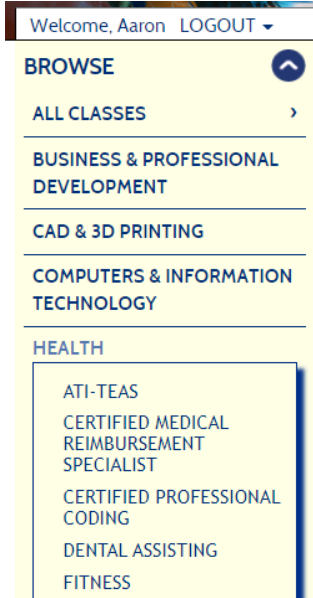 Welcome, Aaron LOGOUT
BROWSE
ALL CLASSES
BUSINESS & PROFESSIONAL
DEVELOPMENT
CAD & 3D PRINTING
COMPUTERS & INFORMATION
TECHNOLOGY
HEALTH
ATI-TEAS
CERTIFIED MEDICAL
REIMBURSEMENT
SPECIALIST
CERTIFIED PROFESSIONAL
CODING
DENTAL ASSISTING
FITNESS